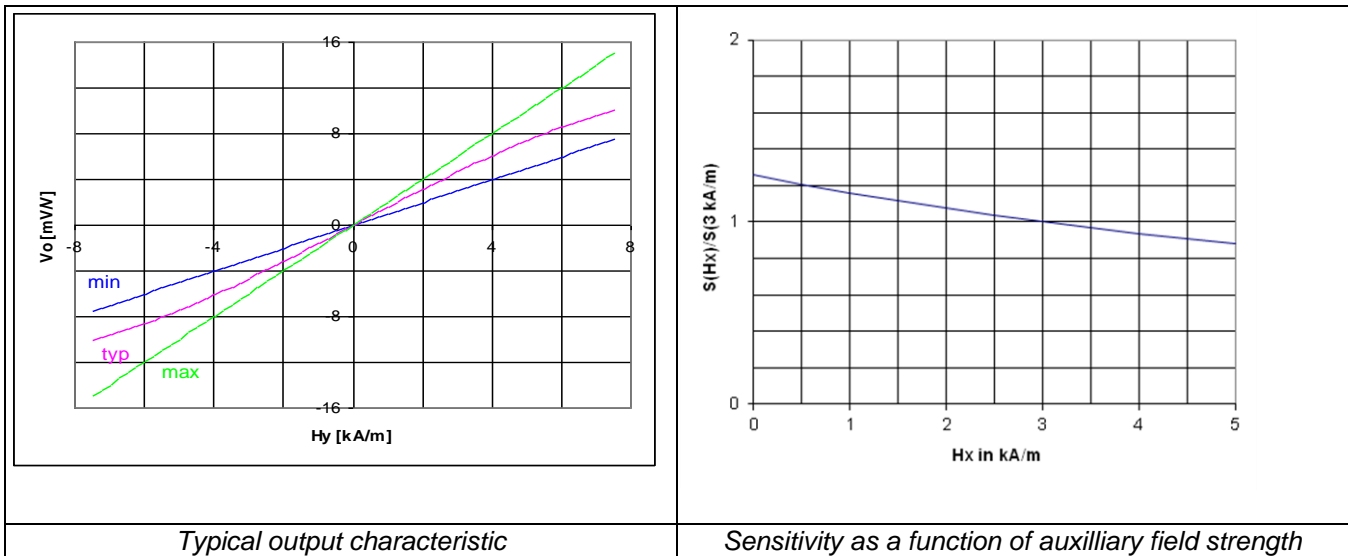 16
8
0
-8
-16
-8
-4
0
4
8
Vo [mV/V]
Hy [kA/m]
min
typ
max
Typical output characteristic
2
1
0
0
1
2
3
4
5
S(Hx)/S(3 kA/m)
Hx in kA/m
Sensitivity as a function of auxilliary field strength